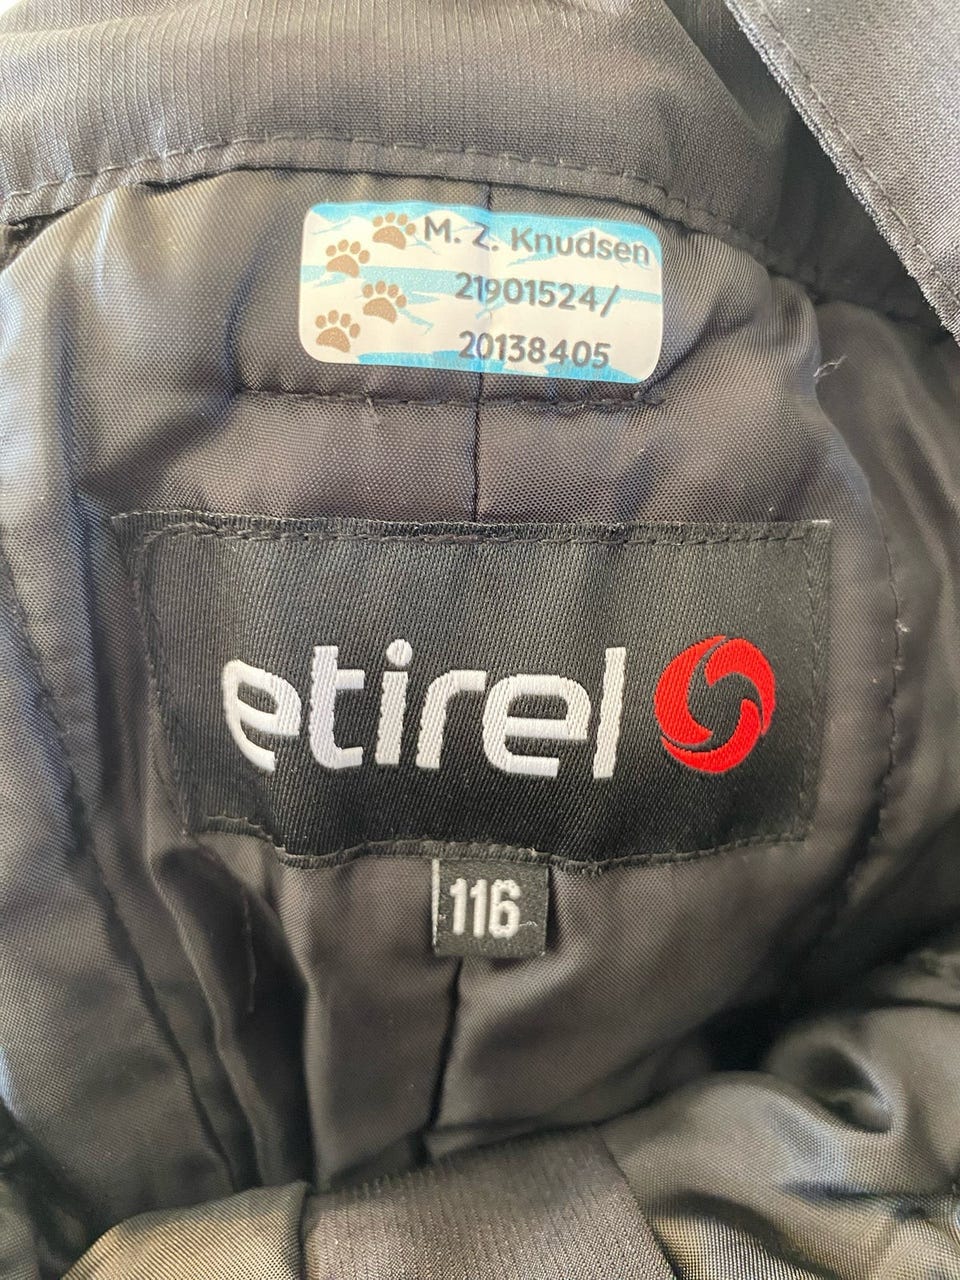 M. Z. Knudsen
21901524/
20138405
etirel
116